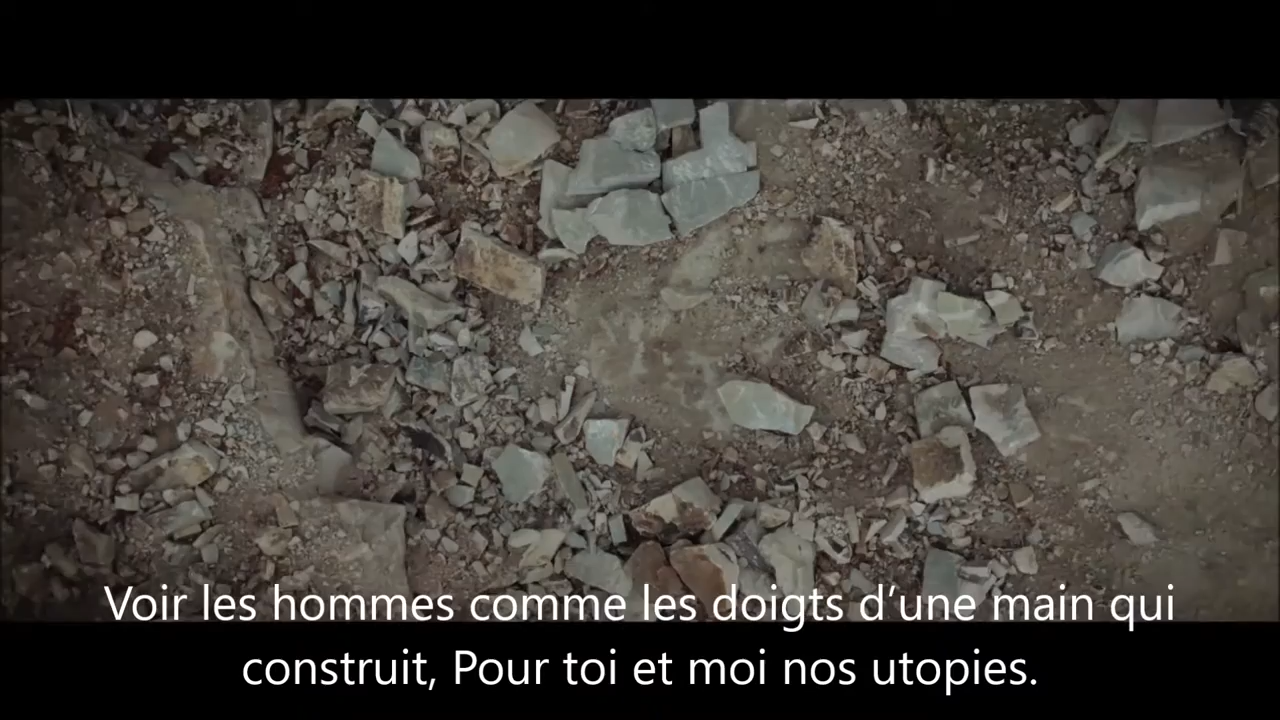 Voir les hommes comme les doigts d’une main qui
construit, Pour toi et moi nos utopies.